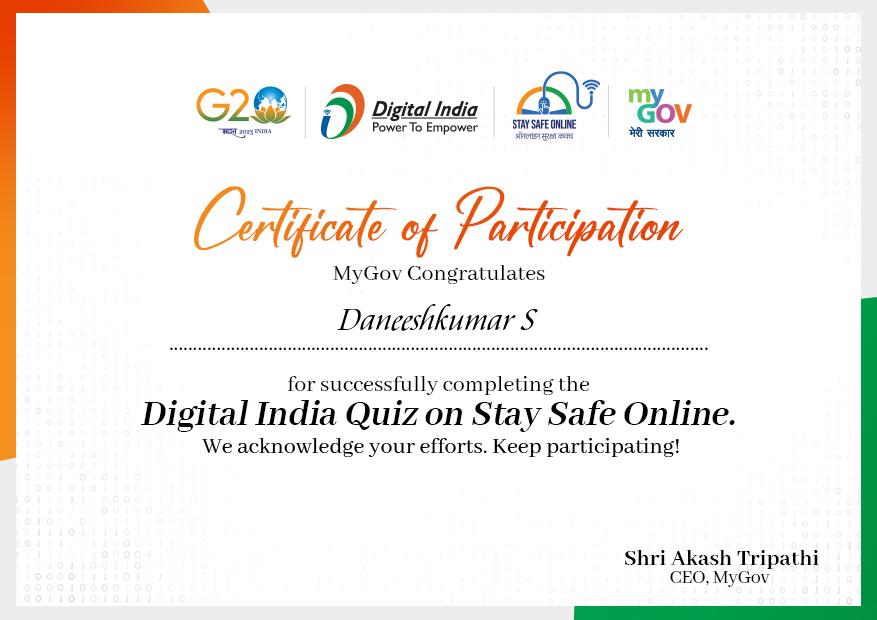 G20
भारत 2023 INDIA
Digital India
Power To Empower
STAY SAFE ONLINE
ऑनलाइन सुरक्षा कवच
my
GOV
मेरी सरकार
Certificate of Participation
MyGov Congratulates
Daneeshkumar S
for successfully completing the
Digital India Quiz on Stay Safe Online.
We acknowledge your efforts. Keep participating!
Shri Akash Tripathi
CEO, MyGov